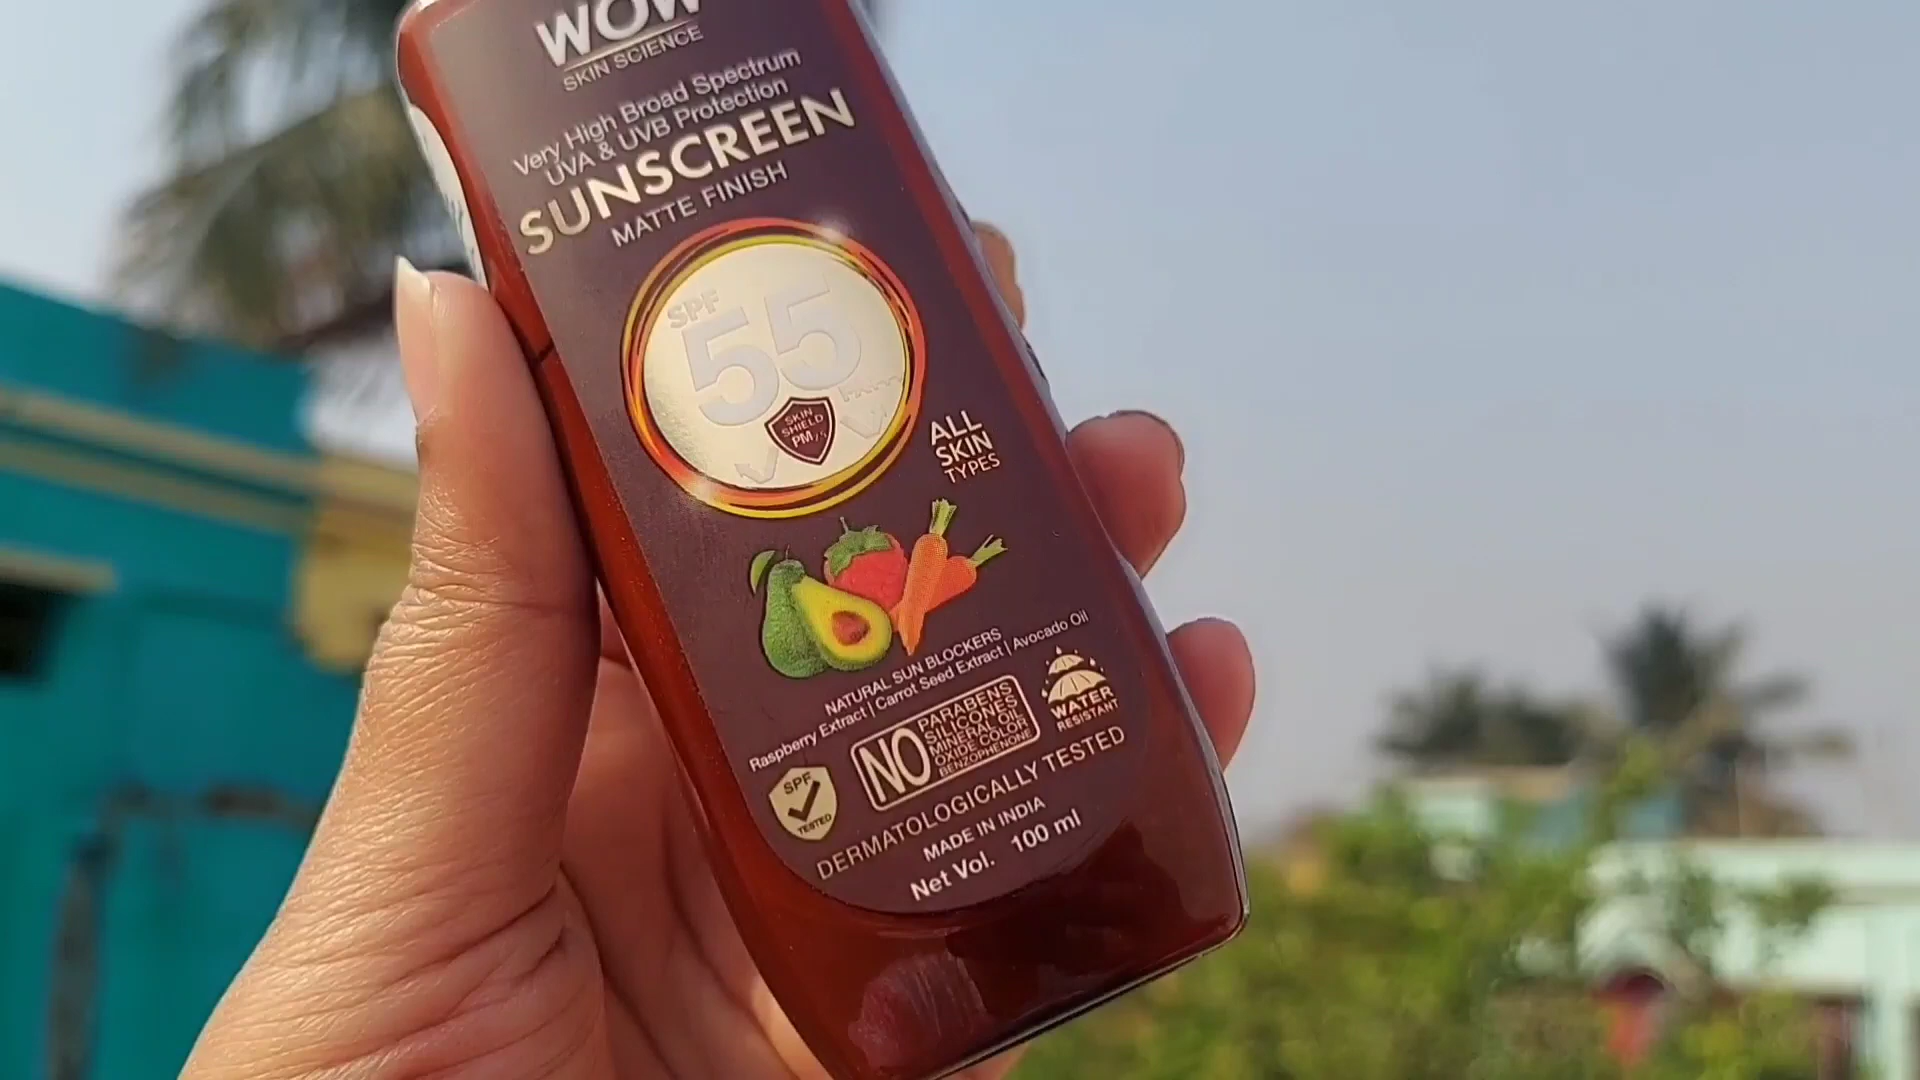 WOW
SKIN SCIENCE
Very High Broad Spectrum
UVA & UVB Protection
SUNSCREEN
MATTE FINISH
SPF
55
SKIN
SHIELD
PM
ALL
SKIN
TYPES
NATURAL SUN BLOCKERS
Raspberry Extract | Carrot Seed Extract | Avocado Oil
NO
PARABENS
SILICONES
MINERAL OIL
OXIDE COLOR
BENZOPHENONE
WATER
RESISTANT
SPF
TESTED
DERMATOLOGICALLY TESTED
MADE IN INDIA
Net Vol. 100 ml